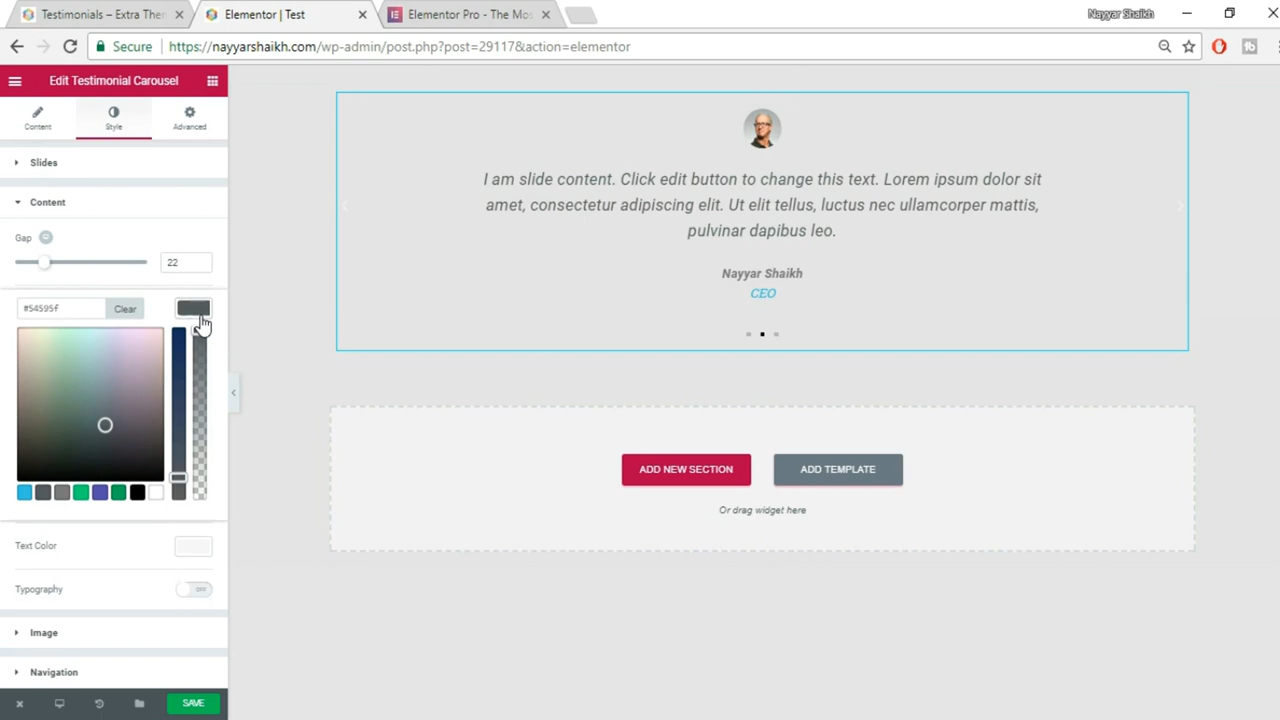 Testimonials – Extra Then
Elementor | Test
Elementor Pro - The Mos
Nayyar Shaikh
Secure
https://nayyarshaikh.com/wp-admin/post.php?post=29117&action=elementor
Edit Testimonial Carousel
Content
Style
Advanced
Slides
Content
Gap
22
#54595f
Clear
Text Color
Typography
OFF
Image
Navigation
SAVE
I am slide content. Click edit button to change this text. Lorem ipsum dolor sit
amet, consectetur adipiscing elit. Ut elit tellus, luctus nec ullamcorper mattis,
pulvinar dapibus leo.
Nayyar Shaikh
CEO
ADD NEW SECTION
ADD TEMPLATE
Or drag widget here